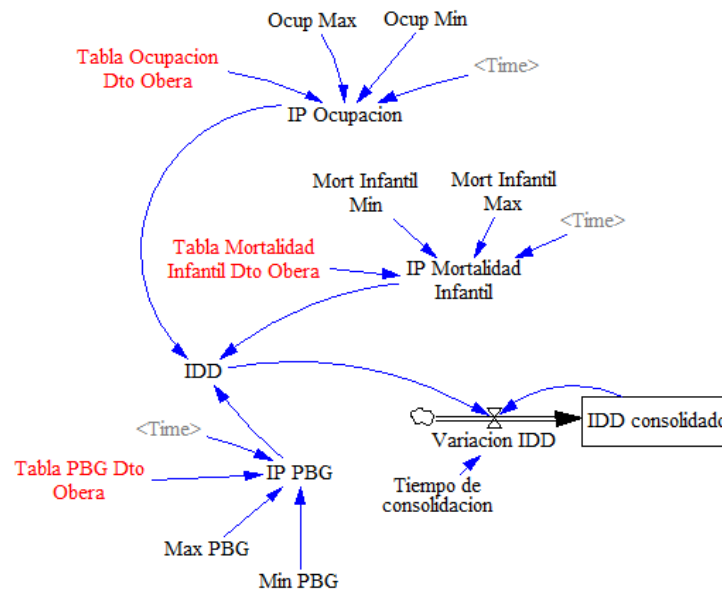 Ocup Max
Ocup Min
Tabla Ocupacion
Dto Obera
<Time>
IP Ocupacion
Mort Infantil
Min
Mort Infantil
Max
<Time>
Tabla Mortalidad
Infantil Dto Obera
IP Mortalidad
Infantil
IDD
IDD consolidado
Variacion IDD
<Time>
Tabla PBG Dto
Obera
IP PBG
Tiempo de
consolidacion
Max PBG
Min PBG